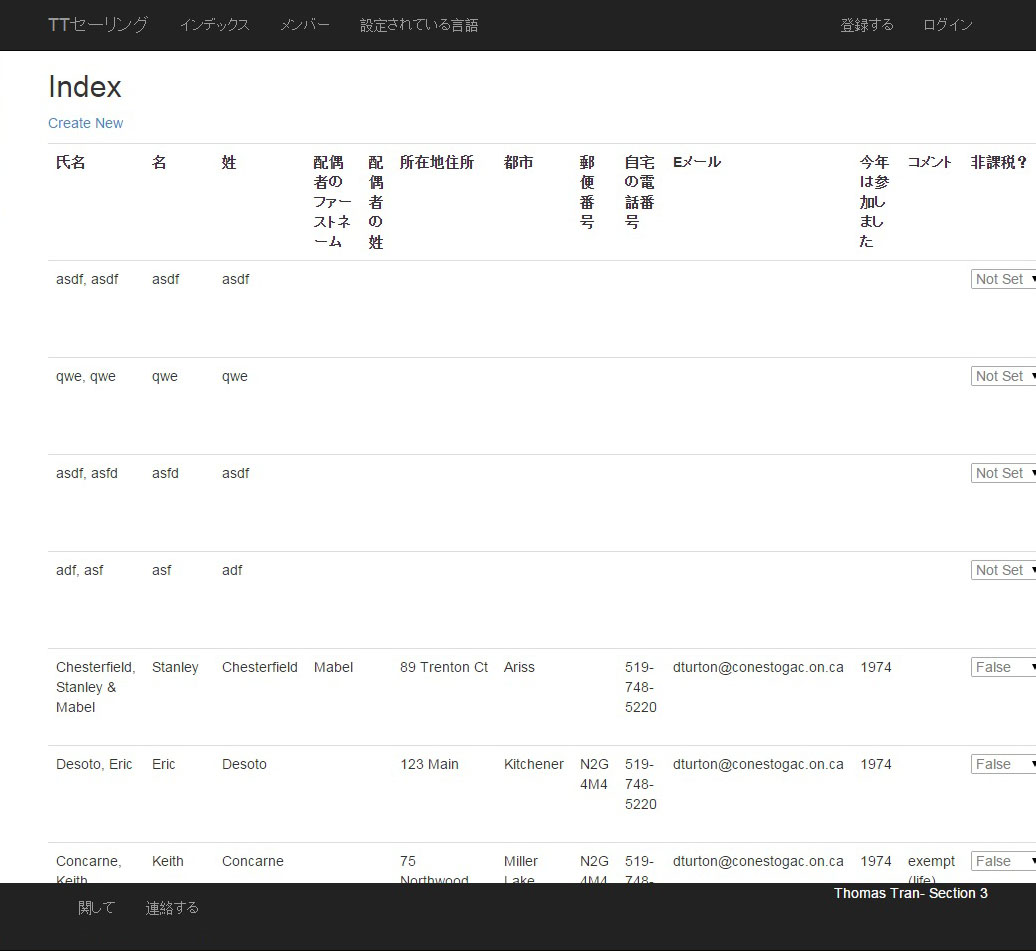 TTセーリング インデックス メンバー 設定されている言語 登録する ログイン
Index
Create New
氏名 名 姓 配偶者のファーストネーム 配偶者の姓 所在地住所 都市 郵便番号 自宅の電話番号 Eメール 今年は参加しました コメント 非課税？
asdf, asdf asdf asdf Not Set
qwe, qwe qwe qwe Not Set
asdf, asfd asfd asdf Not Set
adf, asf asf adf Not Set
Chesterfield, Stanley Chesterfield Mabel 89 Trenton Ct Ariss 519- dturton@conestogac.on.ca 1974 False
Stanley & 748-
Mabel 5220
Desoto, Eric Eric Desoto 123 Main Kitchener N2G 519- dturton@conestogac.on.ca 1974 False
4M4 748-
5220
Concarne, Keith Concarne 75 Miller N2G 519- dturton@conestogac.on.ca 1974 exempt False
Keith Northwood Lake 4M4 748- (life)
関して 連絡する Thomas Tran- Section 3